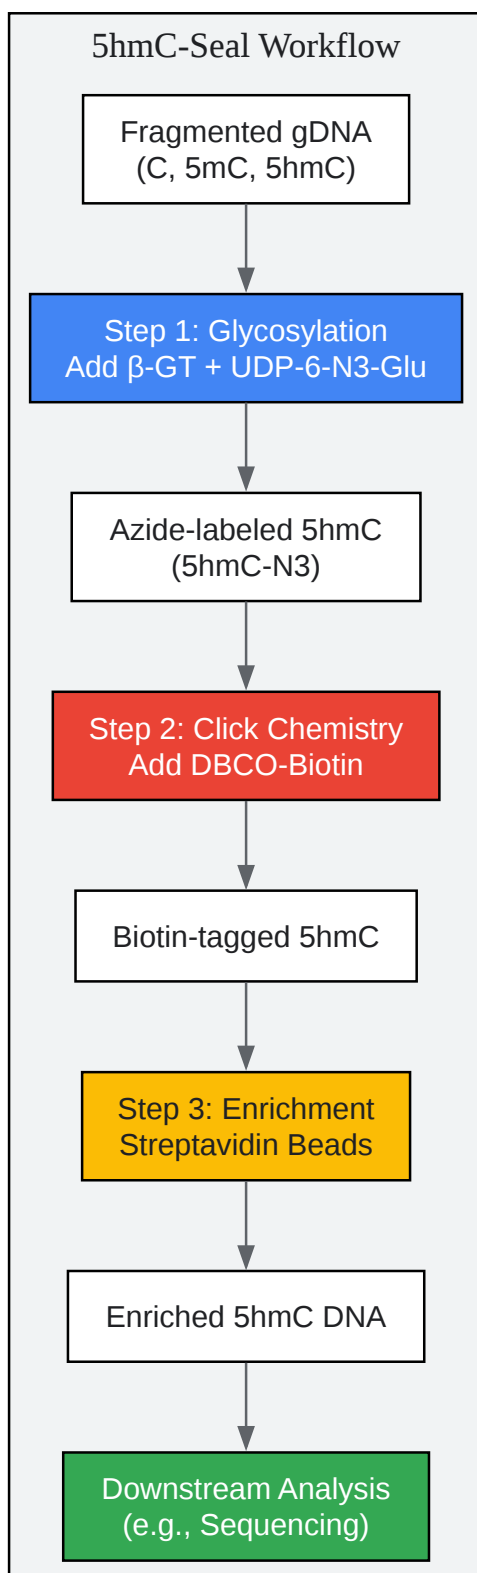 5hmC-Seal Workflow
Fragmented gDNA
(C, 5mC, 5hmC)
Step 1: Glycosylation
Add β-GT + UDP-6-N3-Glu
Azide-labeled 5hmC
(5hmC-N3)
Step 2: Click Chemistry
Add DBCO-Biotin
Biotin-tagged 5hmC
Step 3: Enrichment
Streptavidin Beads
Enriched 5hmC DNA
Downstream Analysis
(e.g., Sequencing)